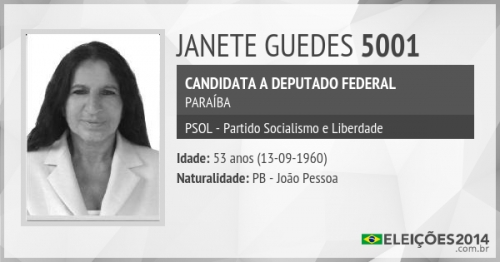 JANETE GUEDES 5001
CANDIDATA A DEPUTADO FEDERAL
PARAÍBA
PSOL - Partido Socialismo e Liberdade
Idade: 53 anos (13-09-1960)
Naturalidade: PB - João Pessoa
ELEIÇÕES2014
.com.br